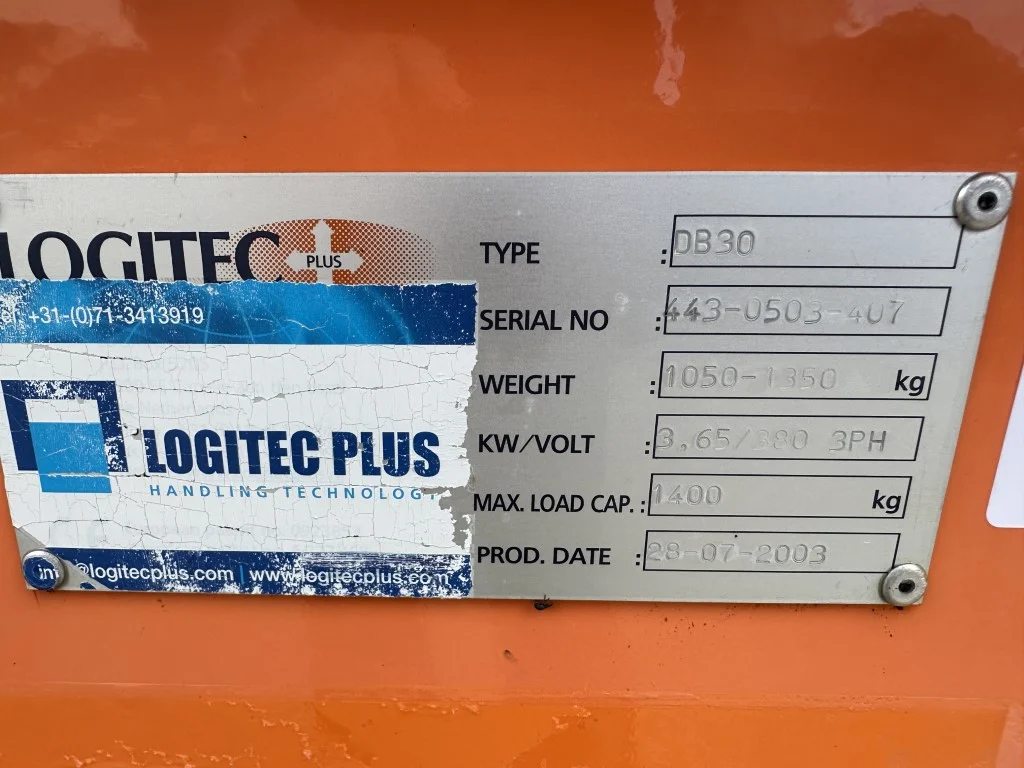 LOGITEC
PLUS
+31-(0)71-3413919
LOGITEC PLUS
HANDLING TECHNOLOGY
@logitecplus.com | www.logitecplus.com
TYPE : DB30
SERIAL NO : 443-0503-407
WEIGHT : 1050-1350 kg
KW/VOLT : 3.65/380 3PH
MAX. LOAD CAP. : 1400 kg
PROD. DATE : 28-07-2003